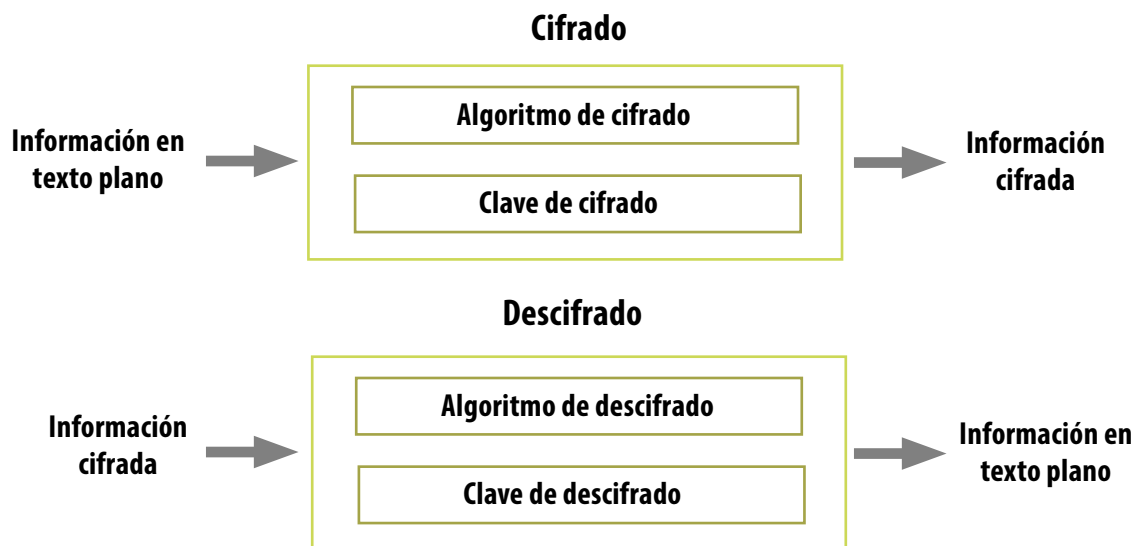 Cifrado
Información en
texto plano
Algoritmo de cifrado
Clave de cifrado
Información
cifrada
Descifrado
Información
cifrada
Algoritmo de descifrado
Clave de descifrado
Información en
texto plano